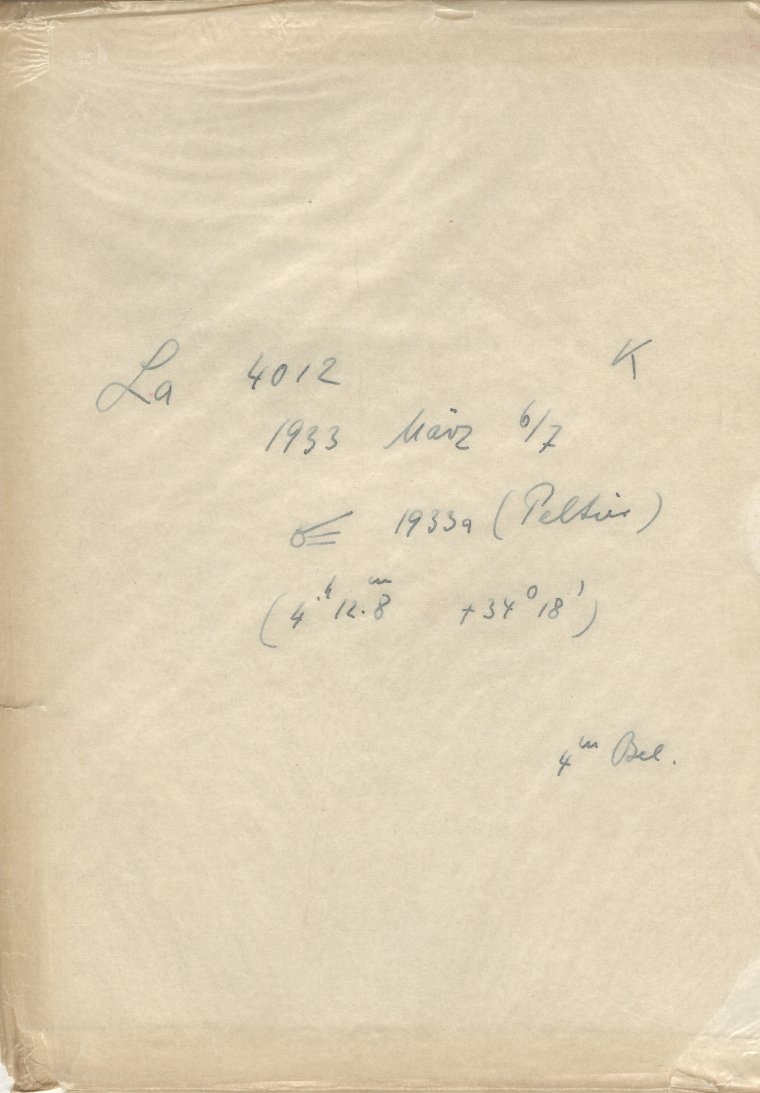 La 4012 K
1933 März 6/7
☄ 1933a (Peltier)
(4h 12.8m +34° 18')
4m Bel.